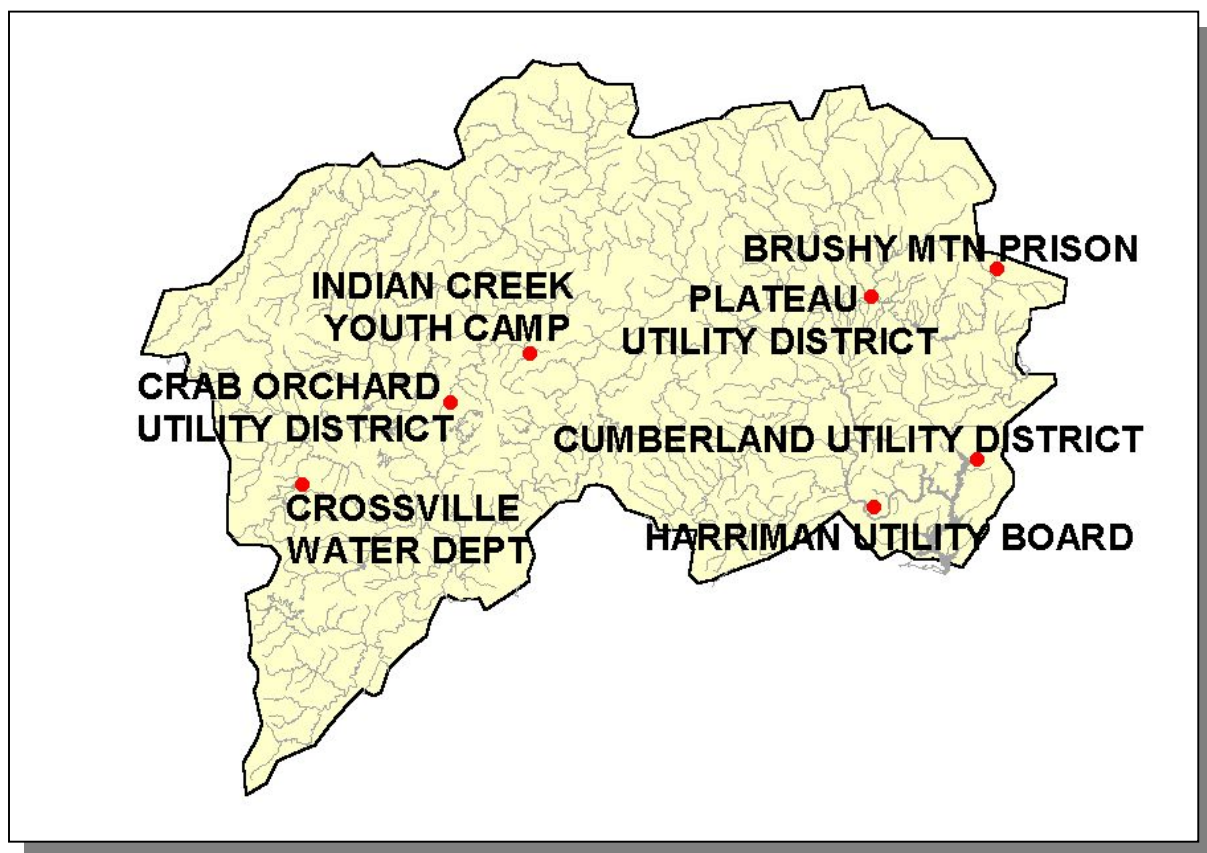 BRUSHY MTN PRISON
INDIAN CREEK
YOUTH CAMP
PLATEAU
UTILITY DISTRICT
CRAB ORCHARD
UTILITY DISTRICT
CUMBERLAND UTILITY DISTRICT
CROSSVILLE
WATER DEPT
HARRIMAN UTILITY BOARD